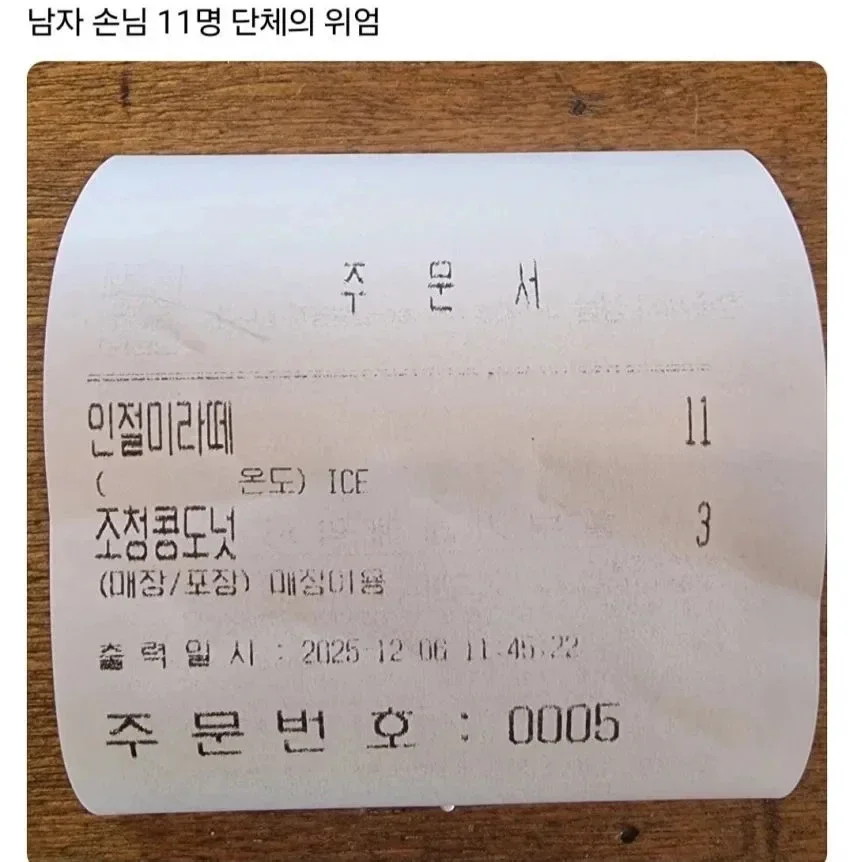 남자 손님 11명 단체의 위엄
주 문 서
인절미라떼 11
( 온도) ICE
조청콩도넛 3
(매장/포장) 매장이용
출 력 일 시 : 2025-12-06 11:45:22
주 문 번 호 : 0005